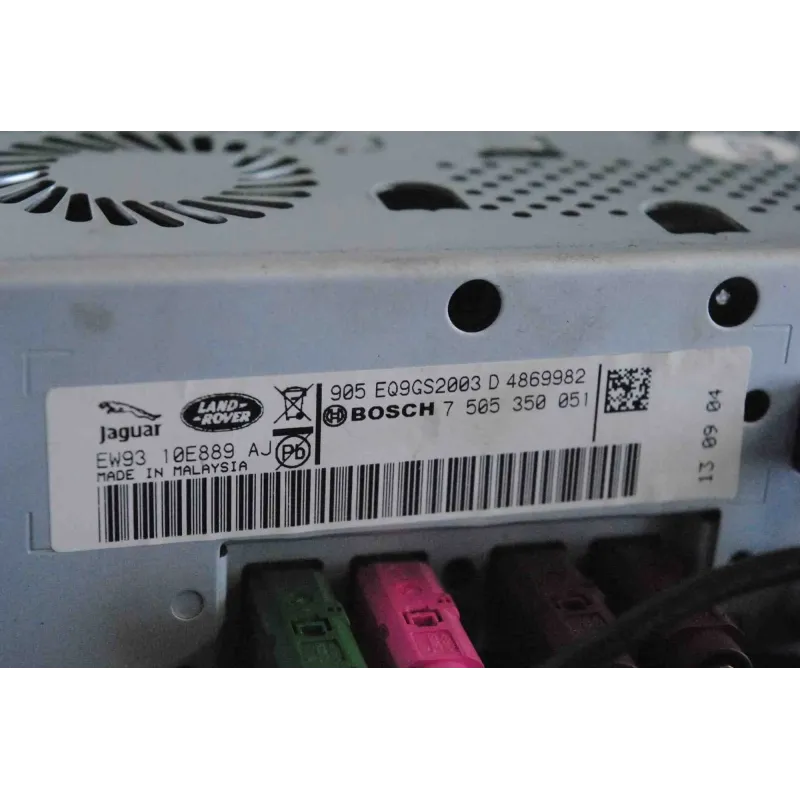 905 EQ9GS2003 D 4869982
BOSCH 7 505 350 051
Jaguar
LAND-
-ROVER
EW93 10E889 AJ
Pb
MADE IN MALAYSIA
13 09 04